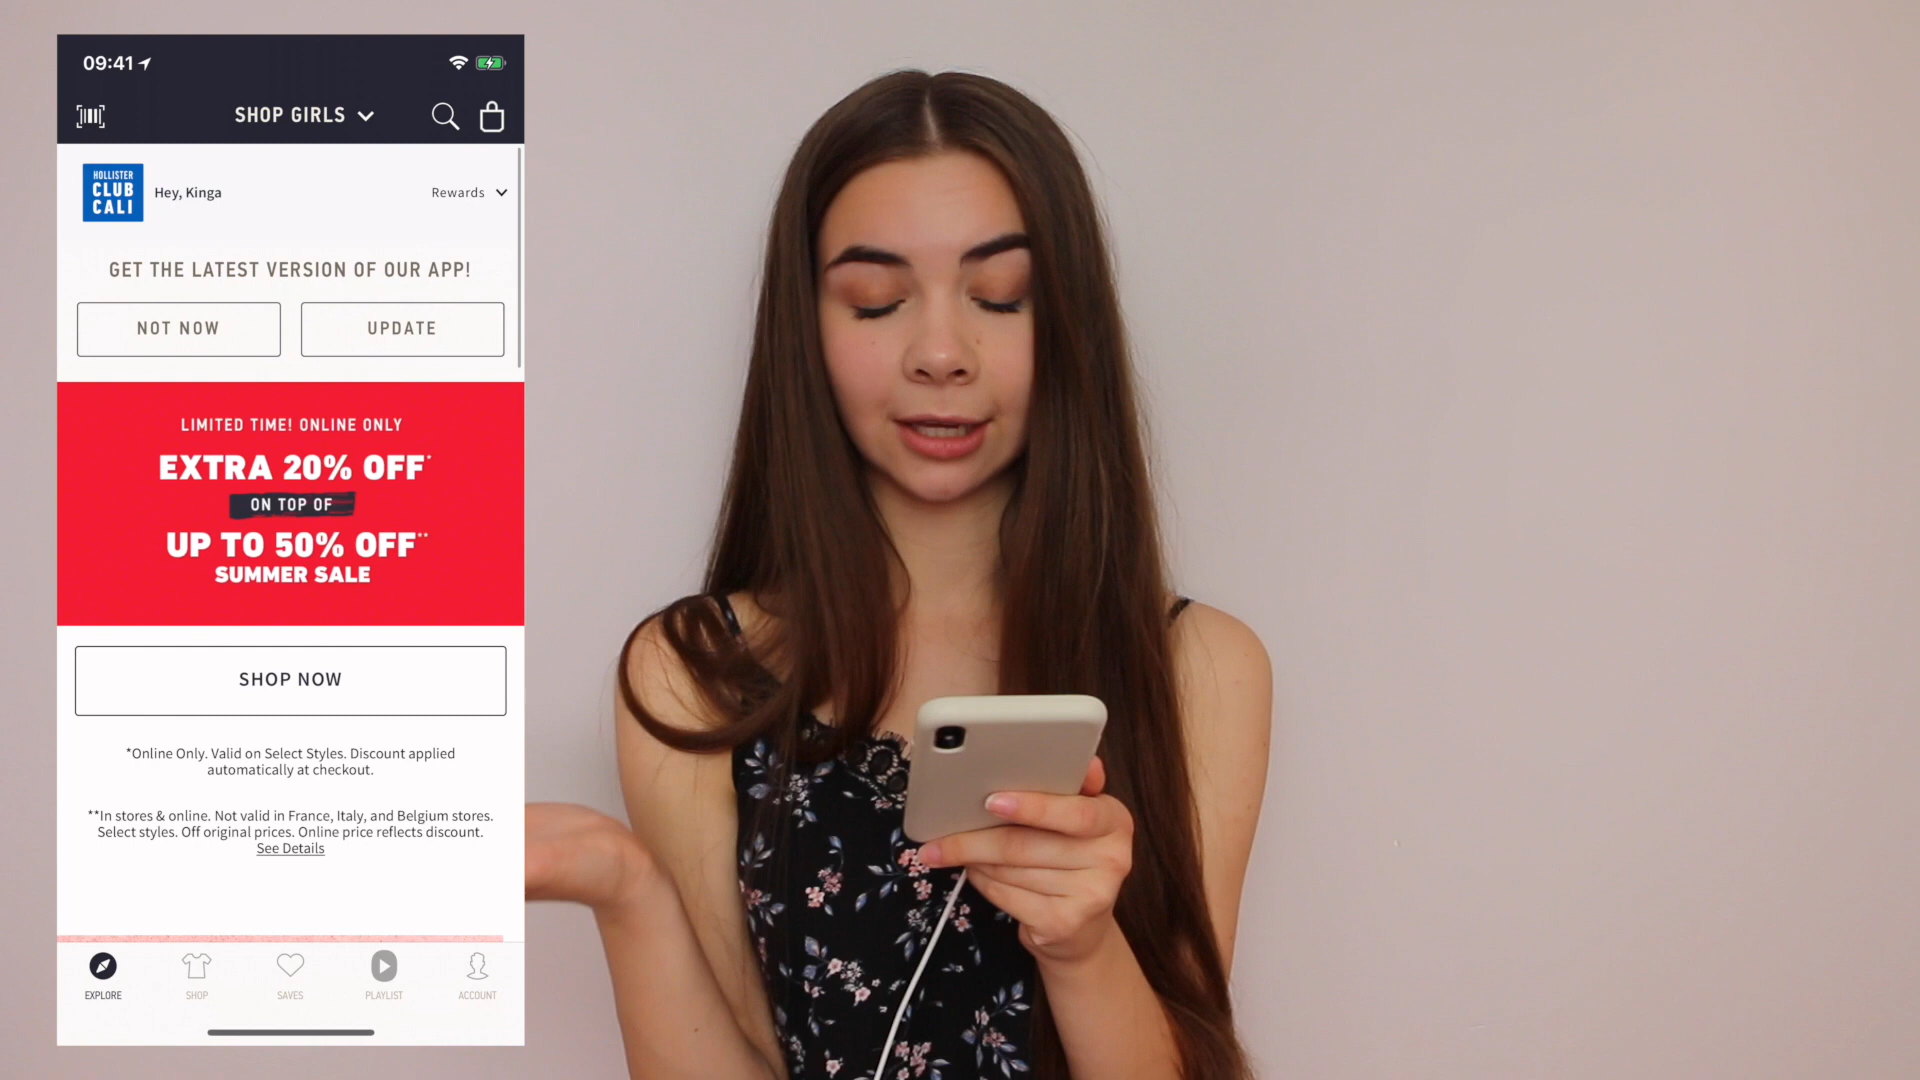 09:41
SHOP GIRLS
HOLLISTER
CLUB
CALI
Hey, Kinga
Rewards
GET THE LATEST VERSION OF OUR APP!
NOT NOW
UPDATE
LIMITED TIME! ONLINE ONLY
EXTRA 20% OFF*
ON TOP OF
UP TO 50% OFF**
SUMMER SALE
SHOP NOW
*Online Only. Valid on Select Styles. Discount applied
automatically at checkout.
**In stores & online. Not valid in France, Italy, and Belgium stores.
Select styles. Off original prices. Online price reflects discount.
See Details
EXPLORE
SHOP
SAVES
PLAYLIST
ACCOUNT